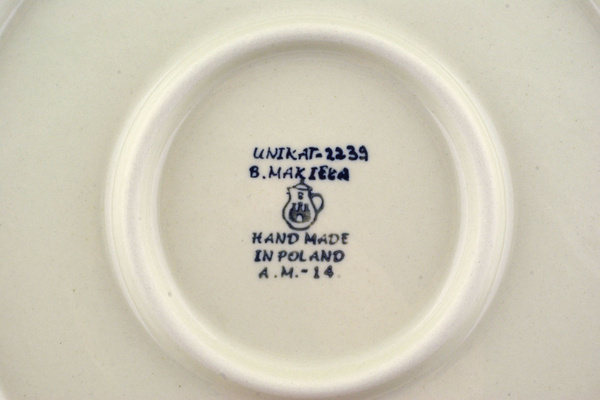 UNIKAT-2239
B. MAKIEŁA
HAND MADE
IN POLAND
A.M.-14